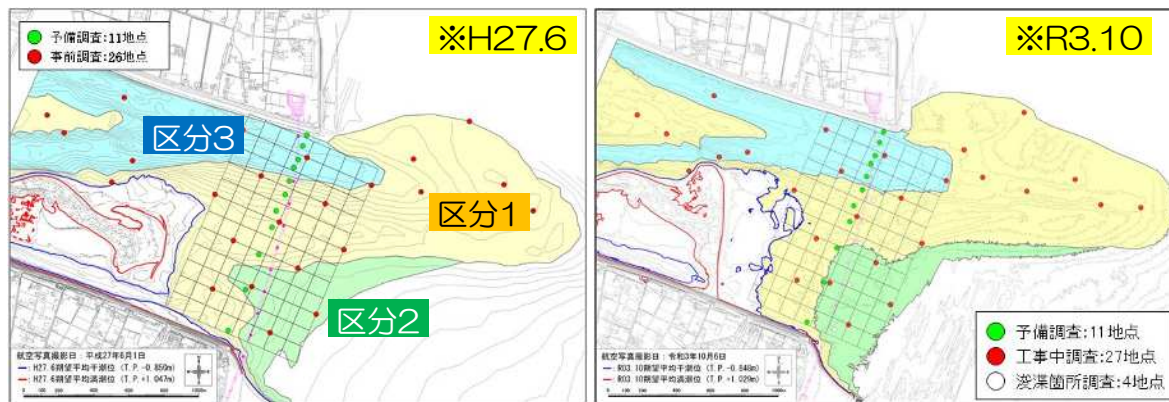 予備調査:11地点
事前調査:26地点
※H27.6
区分3
区分1
区分2
航空写真撮影日:平成27年6月1日
:H27.6朔望平均干潮位(T.P.-0.850m)
:H27.6朔望平均満潮位(T.P.+1.047m)
※R3.10
予備調査:11地点
工事中調査:27地点
浚渫箇所調査:4地点
航空写真撮影日:令和3年10月6日
:R03.10朔望平均干潮位(T.P.-0.848m)
:R03.10朔望平均満潮位(T.P.+1.029m)